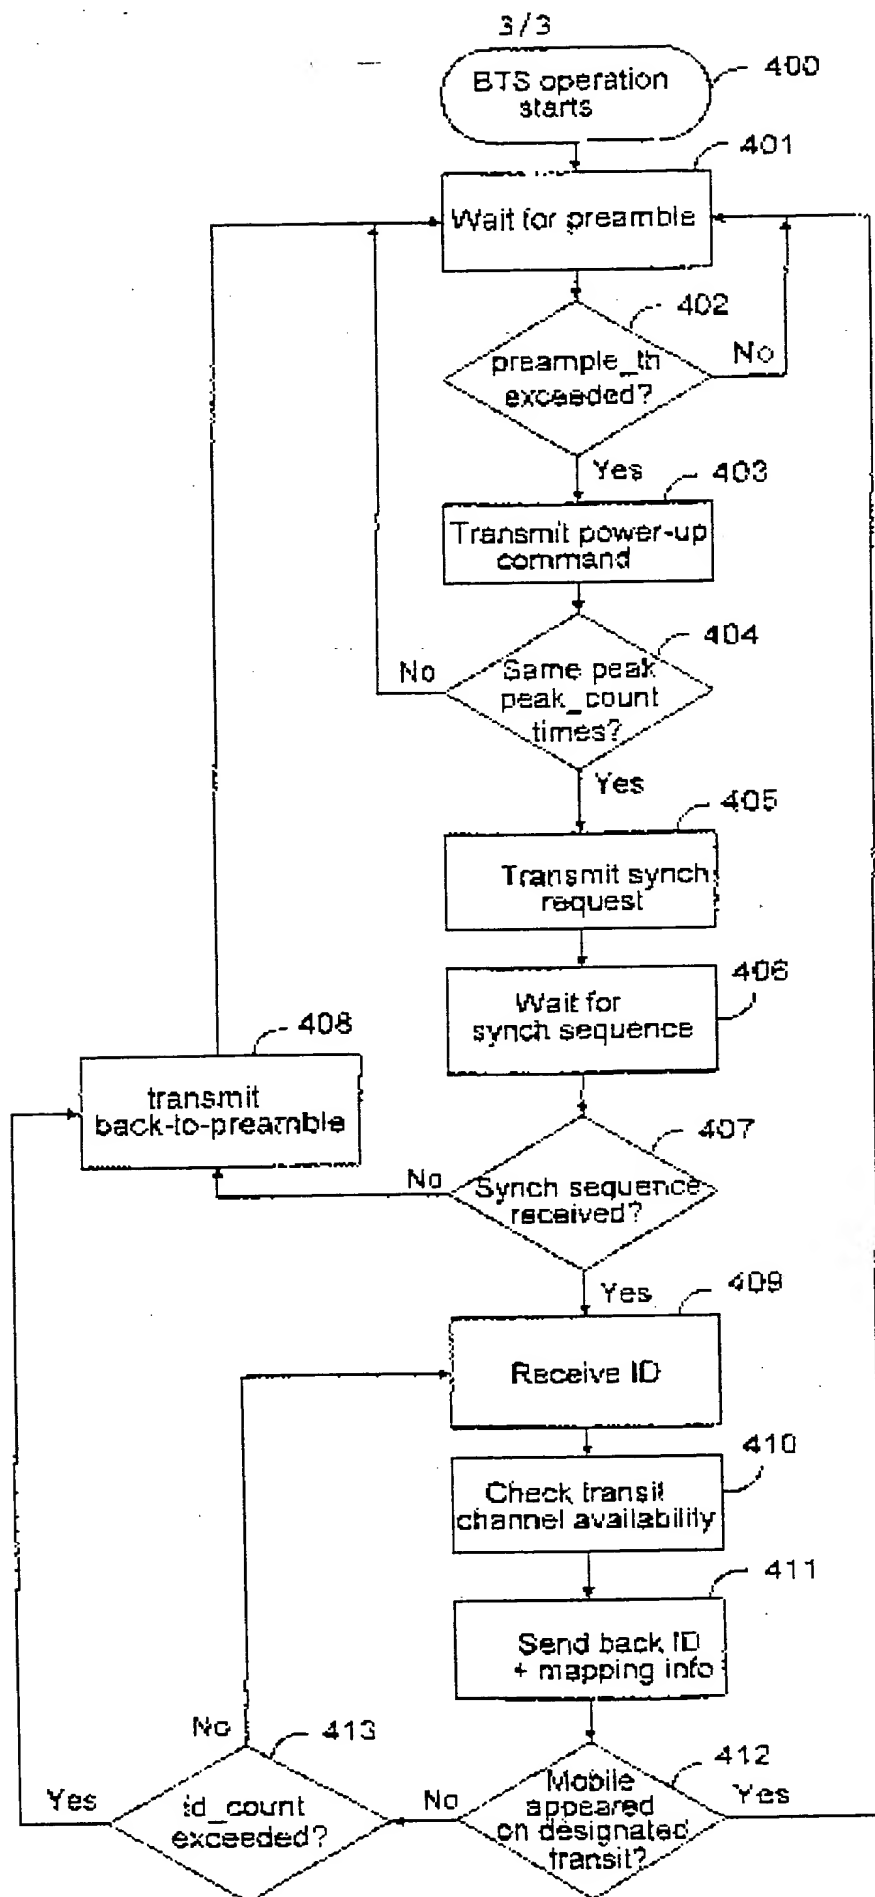 3/3
BTS operation
starts
400
401
Wait for preamble
402
preample_th
exceeded?
No
Yes
403
Transmit power-up
command
404
Same peak
peak_count
times?
No
Yes
405
Transmit synch
request
406
Wait for
synch sequence
408
transmit
back-to-preamble
407
Synch sequence
received?
No
Yes
409
Receive ID
410
Check transit
channel availability
411
Send back ID
+ mapping info
412
Mobile
appeared
on designated
transit?
Yes
No
413
id_count
exceeded?
No
Yes